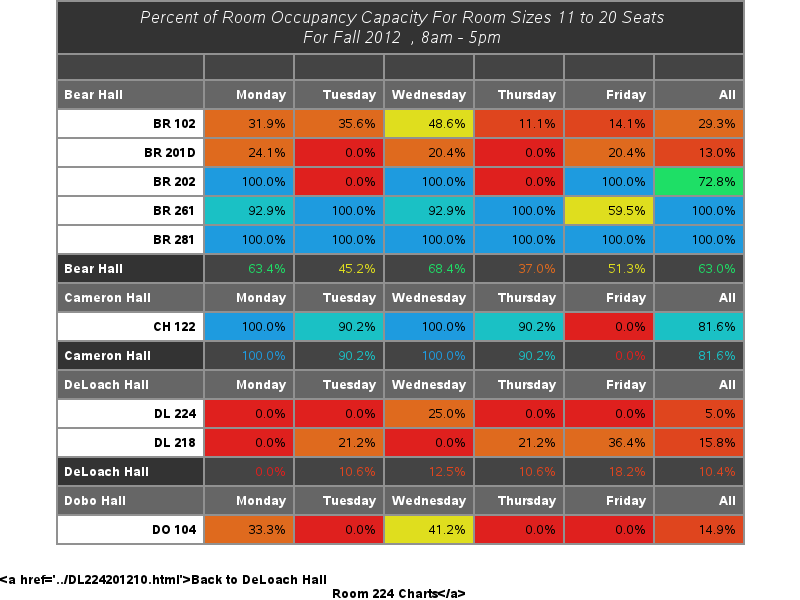 Percent of Room Occupancy Capacity For Room Sizes 11 to 20 Seats
For Fall 2012 , 8am - 5pm
Bear Hall Monday Tuesday Wednesday Thursday Friday All
BR 102 31.9% 35.6% 48.6% 11.1% 14.1% 29.3%
BR 201D 24.1% 0.0% 20.4% 0.0% 20.4% 13.0%
BR 202 100.0% 0.0% 100.0% 0.0% 100.0% 72.8%
BR 261 92.9% 100.0% 92.9% 100.0% 59.5% 100.0%
BR 281 100.0% 100.0% 100.0% 100.0% 100.0% 100.0%
Bear Hall 63.4% 45.2% 68.4% 37.0% 51.3% 63.0%
Cameron Hall Monday Tuesday Wednesday Thursday Friday All
CH 122 100.0% 90.2% 100.0% 90.2% 0.0% 81.6%
Cameron Hall 100.0% 90.2% 100.0% 90.2% 0.0% 81.6%
DeLoach Hall Monday Tuesday Wednesday Thursday Friday All
DL 224 0.0% 0.0% 25.0% 0.0% 0.0% 5.0%
DL 218 0.0% 21.2% 0.0% 21.2% 36.4% 15.8%
DeLoach Hall 0.0% 10.6% 12.5% 10.6% 18.2% 10.4%
Dobo Hall Monday Tuesday Wednesday Thursday Friday All
DO 104 33.3% 0.0% 41.2% 0.0% 0.0% 14.9%
<a href='../DL224201210.html'>Back to DeLoach Hall
Room 224 Charts</a>